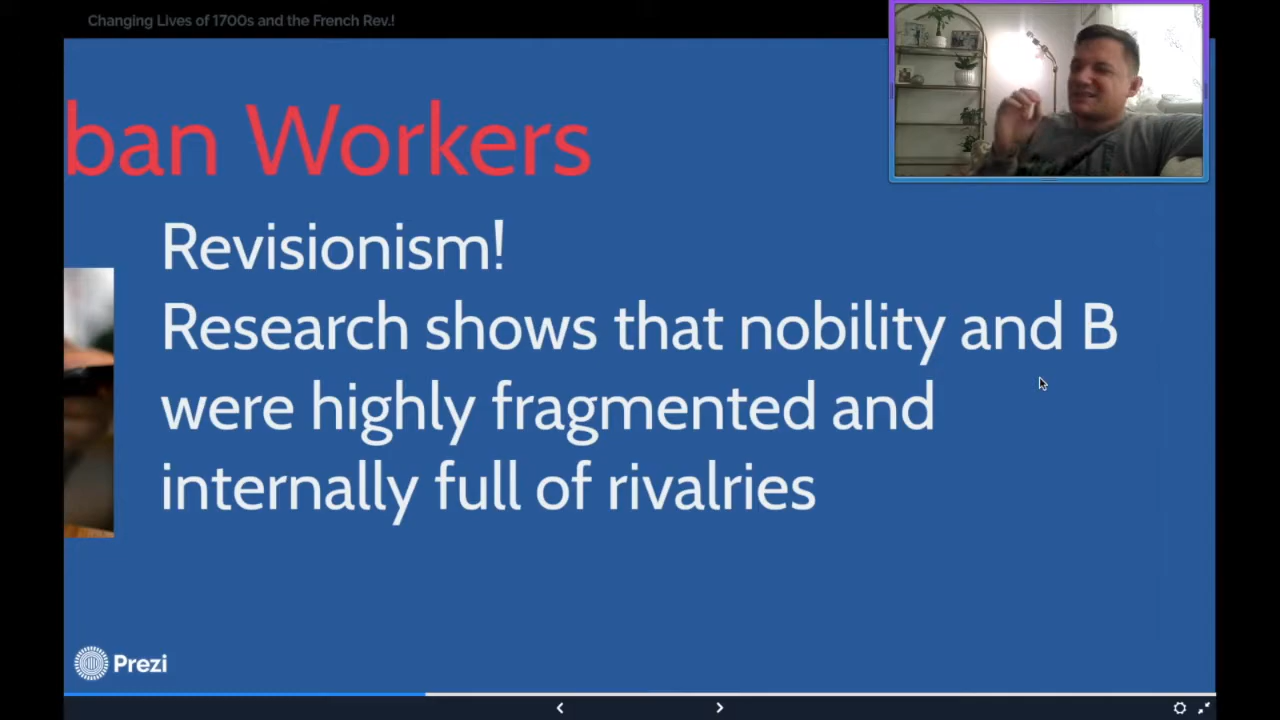 Changing Lives of 1700s and the French Rev.!
ban Workers
Revisionism!
Research shows that nobility and B
were highly fragmented and
internally full of rivalries
Prezi